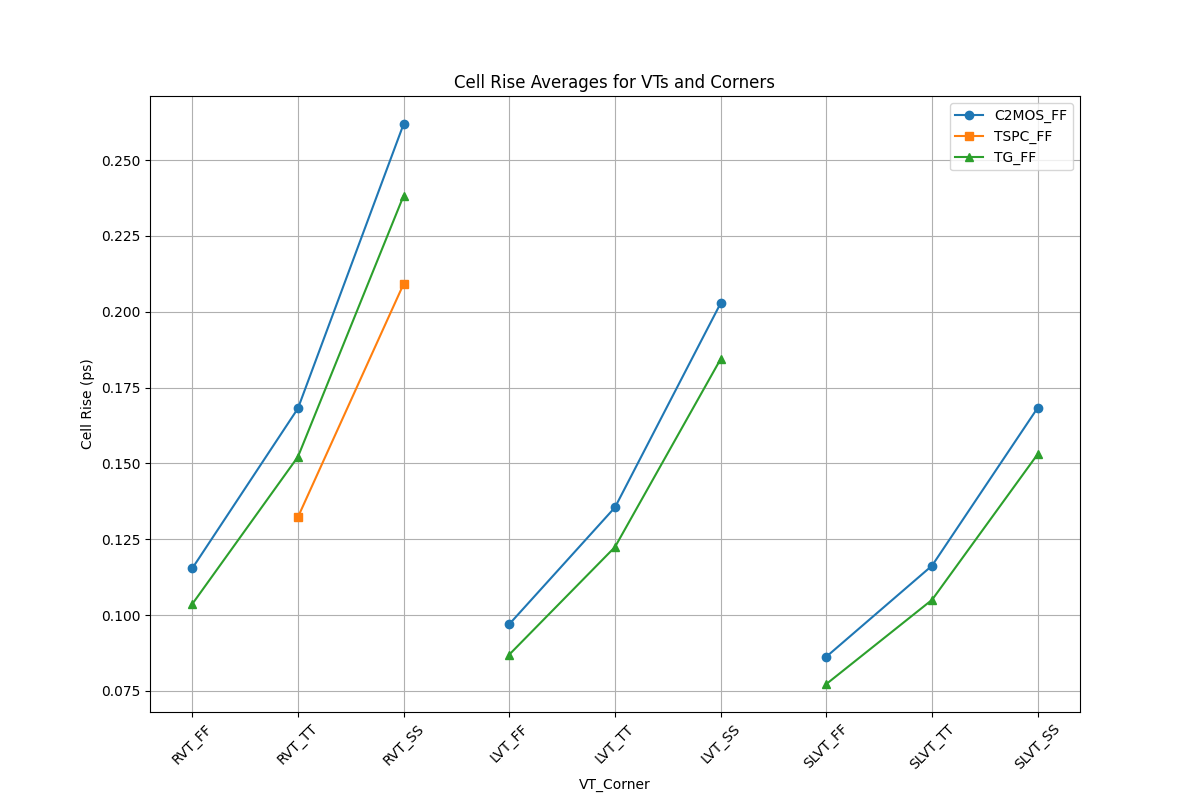 Cell Rise Averages for VTs and Corners
C2MOS_FF
TSPC_FF
TG_FF
Cell Rise (ps)
0.250
0.225
0.200
0.175
0.150
0.125
0.100
0.075
RVT_FF
RVT_TT
RVT_SS
LVT_FF
LVT_TT
LVT_SS
SLVT_FF
SLVT_TT
SLVT_SS
VT_Corner